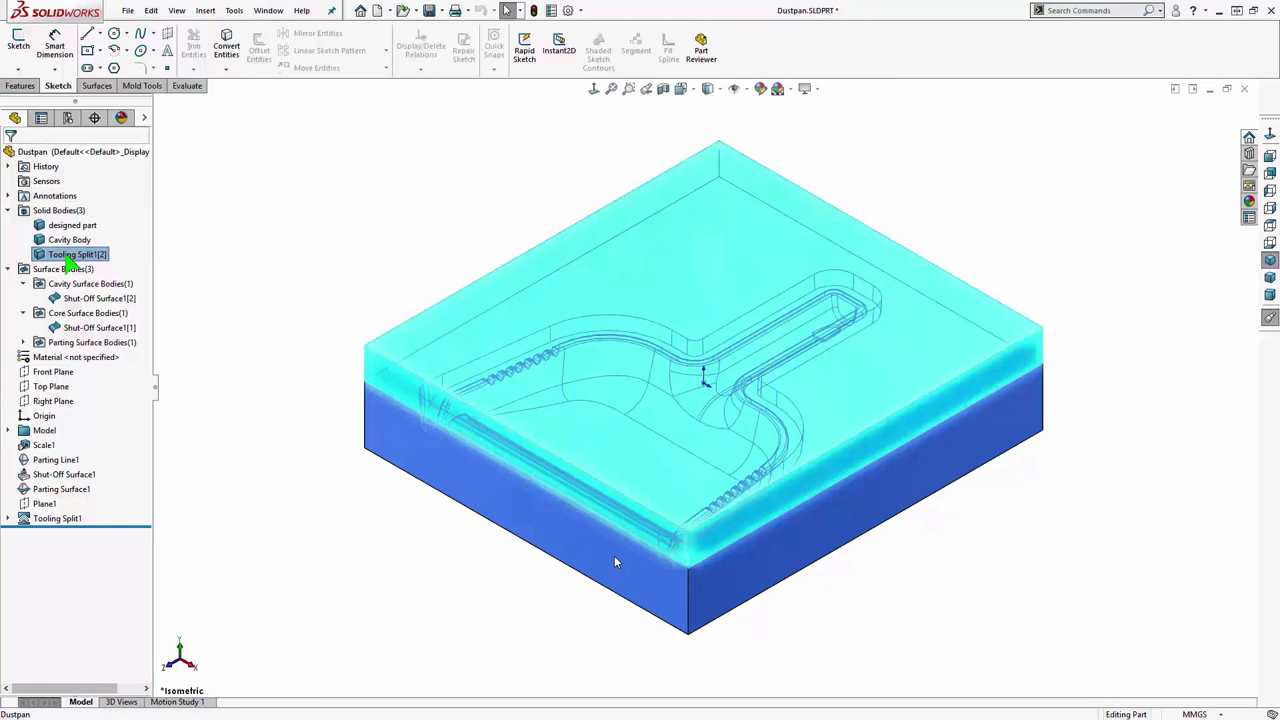 SOLIDWORKS
File Edit View Insert Tools Window Help
Dustpan.SLDPRT *
Search Commands
Sketch
Smart Dimension
Trim Entities
Convert Entities
Offset Entities
Mirror Entities
Linear Sketch Pattern
Move Entities
Display/Delete Relations
Repair Sketch
Quick Snaps
Rapid Sketch
Instant2D
Shaded Sketch Contours
Segment
Fit Spline
Part Reviewer
Features Sketch Surfaces Mold Tools Evaluate
Dustpan (Default<<Default>_Display
History
Sensors
Annotations
Solid Bodies(3)
designed part
Cavity Body
Tooling Split1[2]
Surface Bodies(3)
Cavity Surface Bodies(1)
Shut-Off Surface1[2]
Core Surface Bodies(1)
Shut-Off Surface1[1]
Parting Surface Bodies(1)
Material <not specified>
Front Plane
Top Plane
Right Plane
Origin
Model
Scale1
Parting Line1
Shut-Off Surface1
Parting Surface1
Plane1
Tooling Split1
Y
Z X
*Isometric
Model 3D Views Motion Study 1
Dustpan
Editing Part MMGS